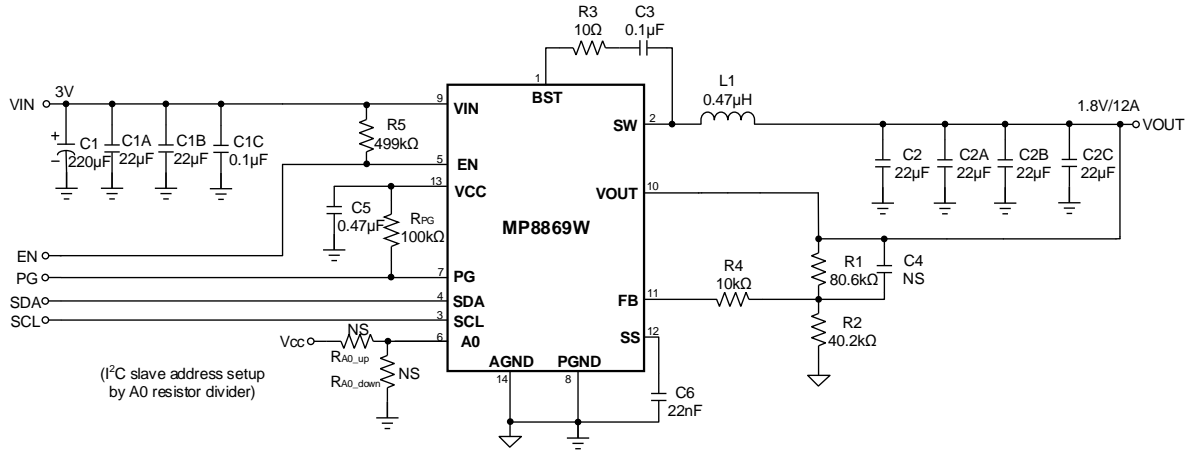 R3
10Ω
C3
0.1µF
1
BST
L1
0.47µH
VIN
3V
9
VIN
SW
2
1.8V/12A
VOUT
+
−
C1
220µF
C1A
22µF
C1B
22µF
C1C
0.1µF
R5
499kΩ
5
EN
13
VCC
C2
22µF
C2A
22µF
C2B
22µF
C2C
22µF
VOUT
10
C5
0.47µF
RPG
100kΩ
MP8869W
R1
80.6kΩ
C4
NS
EN
PG
7
PG
R4
10kΩ
FB
11
SDA
4
SDA
SCL
3
SCL
R2
40.2kΩ
Vcc
NS
6
A0
SS
12
RA0_up
RA0_down
NS
AGND
14
PGND
8
C6
22nF
(I²C slave address setup
by A0 resistor divider)